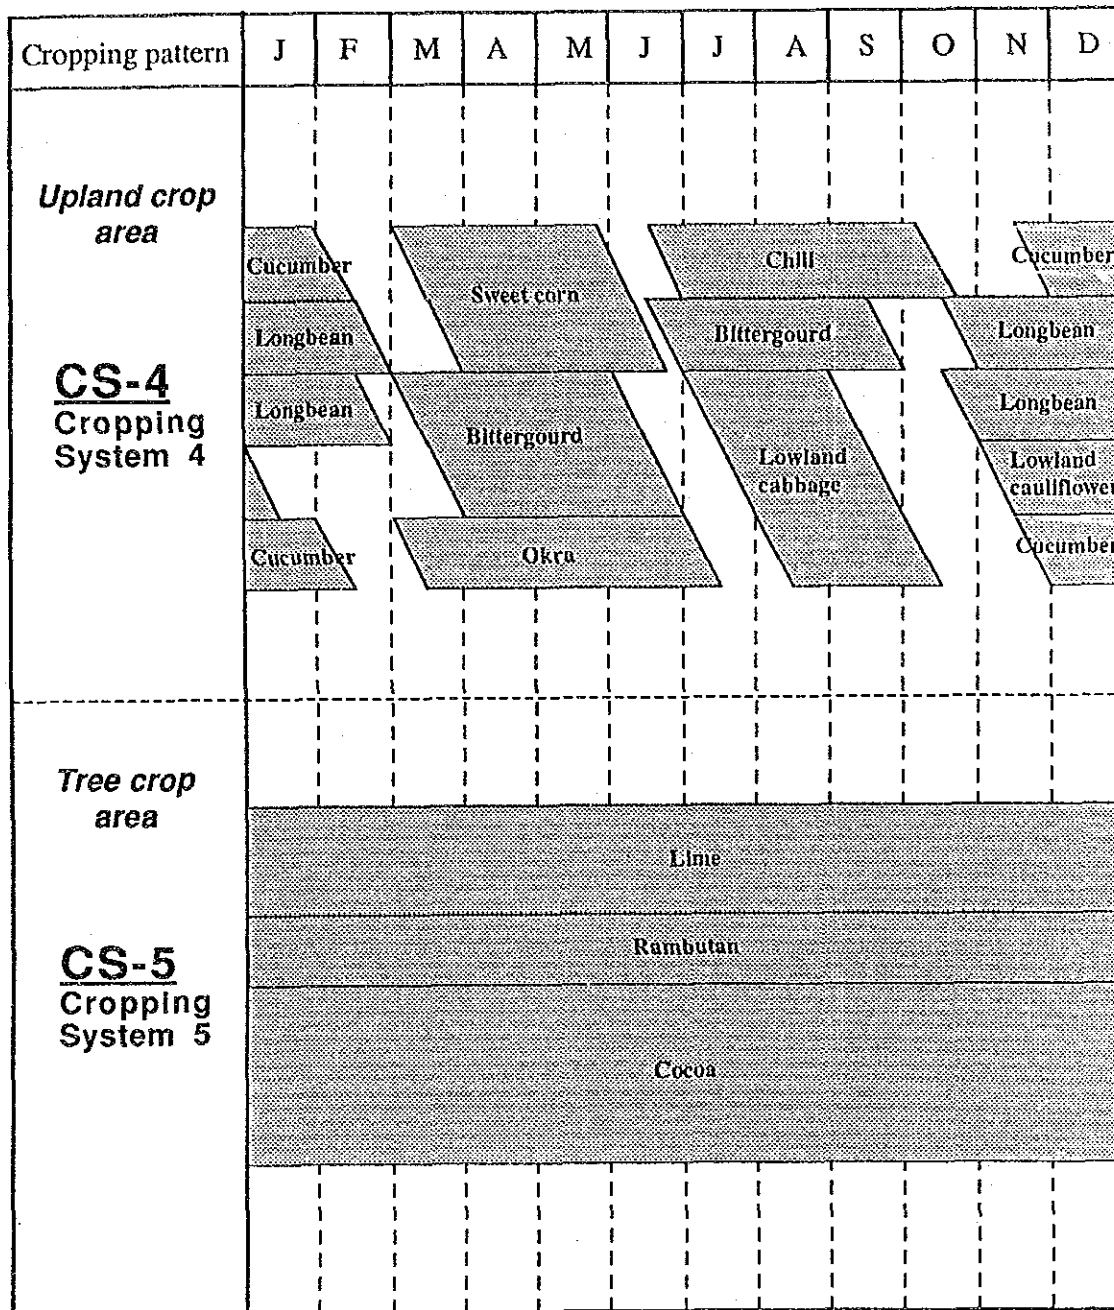 Cropping pattern J F M A M J J A S O N D
Upland crop
area
Cucumber Sweet corn Chili Cucumber
Longbean Bittergourd Longbean
CS-4
Cropping
System 4
Longbean Bittergourd Lowland
cabbage Longbean
Lowland
cauliflower
Cucumber Okra Cucumber
Tree crop
area
Lime
CS-5
Cropping
System 5
Rambutan
Cocoa